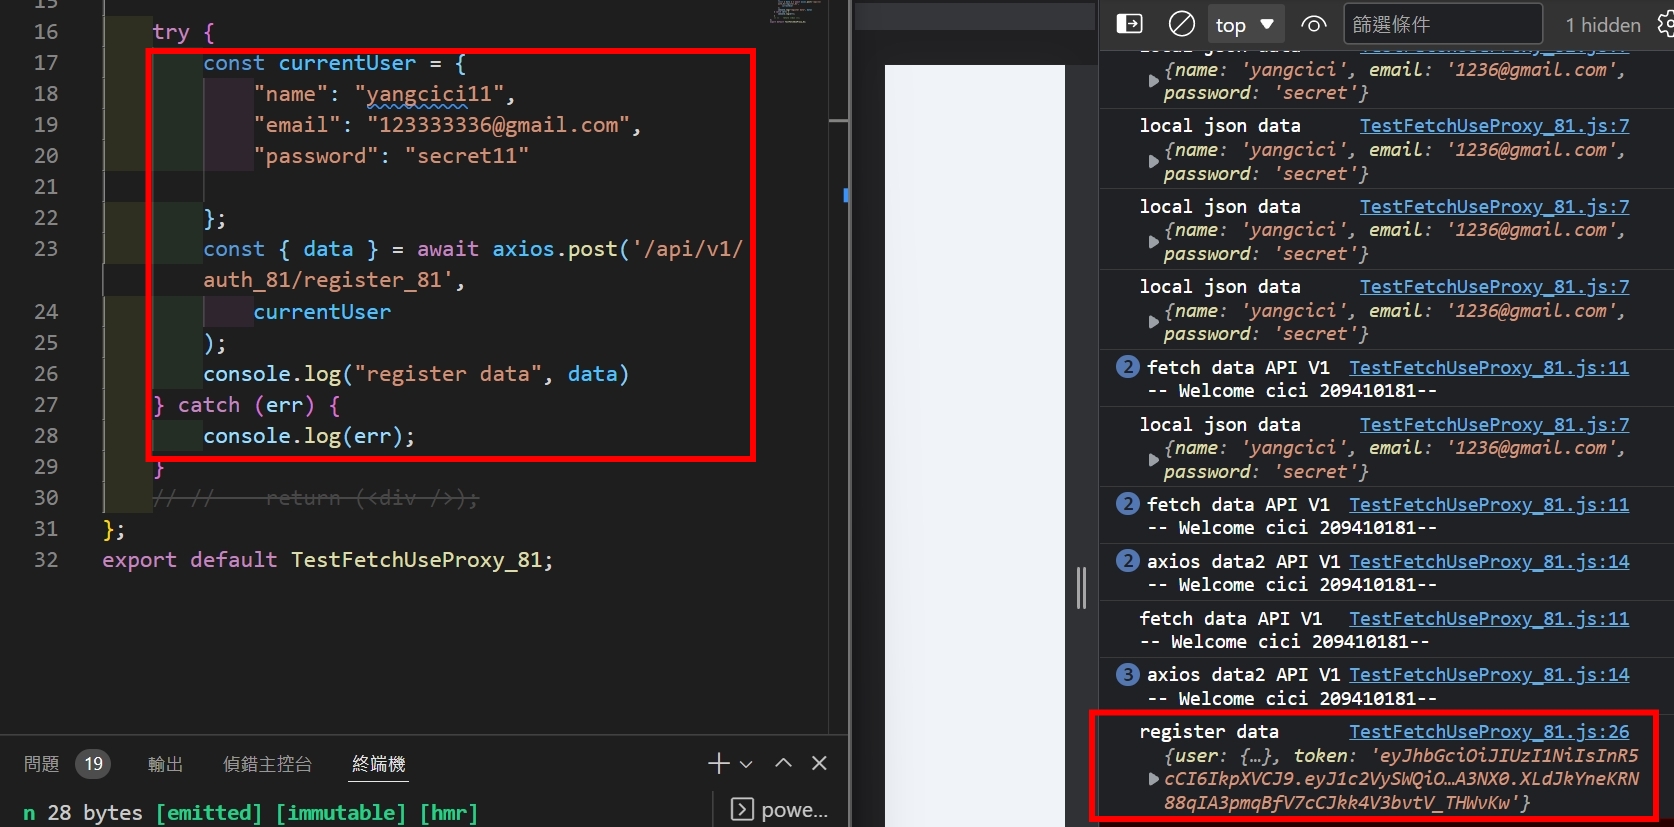 15
16 try {
17 const currentUser = {
18 "name": "yangcici11",
19 "email": "123333336@gmail.com",
20 "password": "secret11"
21
22 };
23 const { data } = await axios.post('/api/v1/
auth_81/register_81',
24 currentUser
25 );
26 console.log("register data", data)
27 } catch (err) {
28 console.log(err);
29 }
30 // // return (<div />);
31 };
32 export default TestFetchUseProxy_81;
問題 19 輸出 偵錯主控台 終端機
n 28 bytes [emitted] [immutable] [hmr]
powe...
top 篩選條件 1 hidden
local json data TestFetchUseProxy_81.js:7
{name: 'yangcici', email: '1236@gmail.com',
password: 'secret'}
local json data TestFetchUseProxy_81.js:7
{name: 'yangcici', email: '1236@gmail.com',
password: 'secret'}
local json data TestFetchUseProxy_81.js:7
{name: 'yangcici', email: '1236@gmail.com',
password: 'secret'}
local json data TestFetchUseProxy_81.js:7
{name: 'yangcici', email: '1236@gmail.com',
password: 'secret'}
2 fetch data API V1 TestFetchUseProxy_81.js:11
-- Welcome cici 209410181--
local json data TestFetchUseProxy_81.js:7
{name: 'yangcici', email: '1236@gmail.com',
password: 'secret'}
2 fetch data API V1 TestFetchUseProxy_81.js:11
-- Welcome cici 209410181--
2 axios data2 API V1 TestFetchUseProxy_81.js:14
-- Welcome cici 209410181--
fetch data API V1 TestFetchUseProxy_81.js:11
-- Welcome cici 209410181--
3 axios data2 API V1 TestFetchUseProxy_81.js:14
-- Welcome cici 209410181--
register data TestFetchUseProxy_81.js:26
{user: {…}, token: 'eyJhbGciOiJIUzI1NiIsInR5
cCI6IkpXVCJ9.eyJ1c2VySWQiO…A3NX0.XLdJkYneKRN
88qIA3pmqBfV7cCJkk4V3bvtV_THWvKw'}